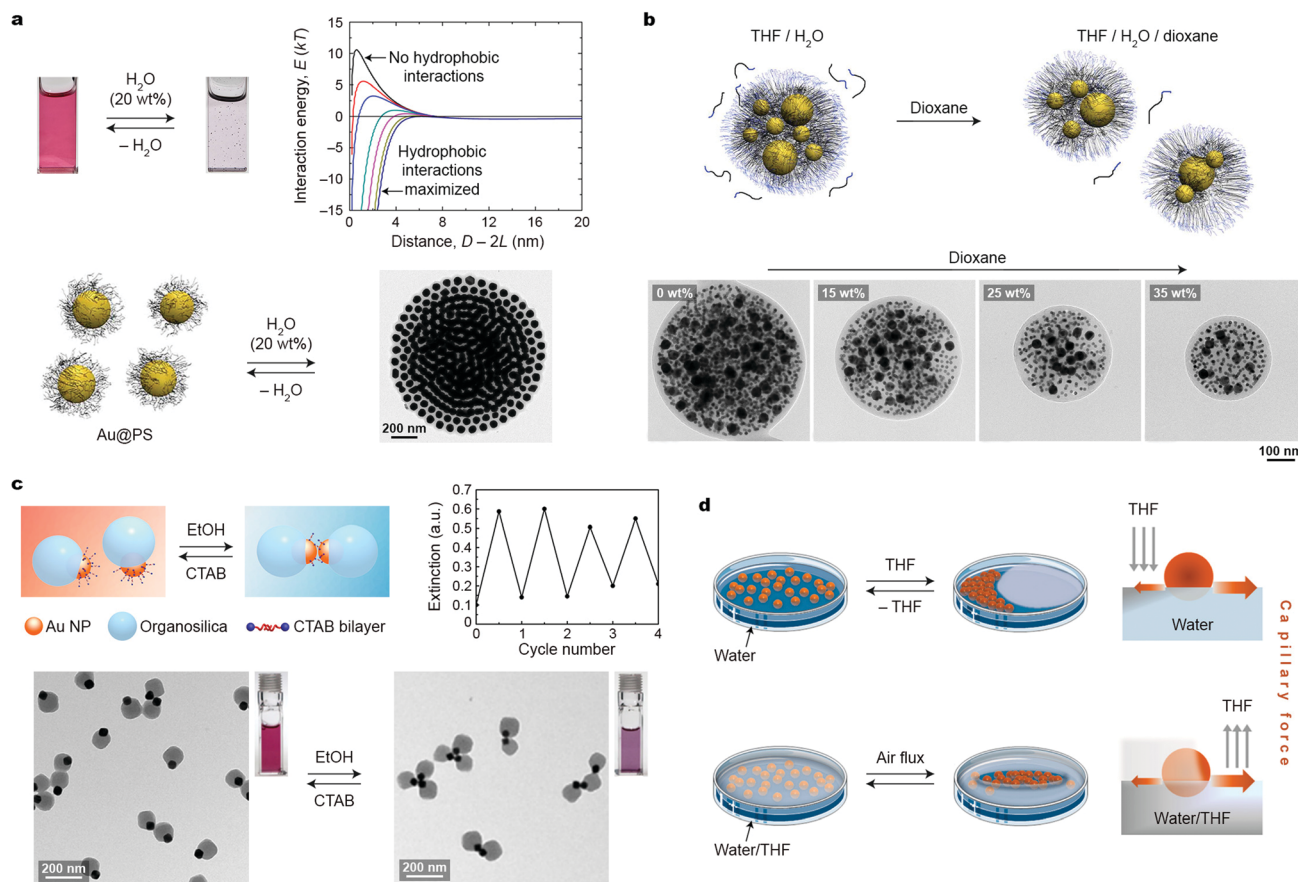 a
H₂O
(20 wt%)
– H₂O
Interaction energy, E (kT)
15
10
5
0
–5
–10
–15
No hydrophobic
interactions
Hydrophobic
interactions
maximized
0
4
8
12
16
20
Distance, D – 2L (nm)
Au@PS
H₂O
(20 wt%)
– H₂O
200 nm
b
THF / H₂O
Dioxane
THF / H₂O / dioxane
Dioxane
0 wt%
15 wt%
25 wt%
35 wt%
100 nm
c
EtOH
CTAB
Au NP
Organosilica
CTAB bilayer
Extinction (a.u.)
0.7
0.6
0.5
0.4
0.3
0.2
0.1
0
1
2
3
4
Cycle number
200 nm
EtOH
CTAB
200 nm
d
THF
– THF
Water
THF
Water
Air flux
Water/THF
THF
Water/THF
Capillary force